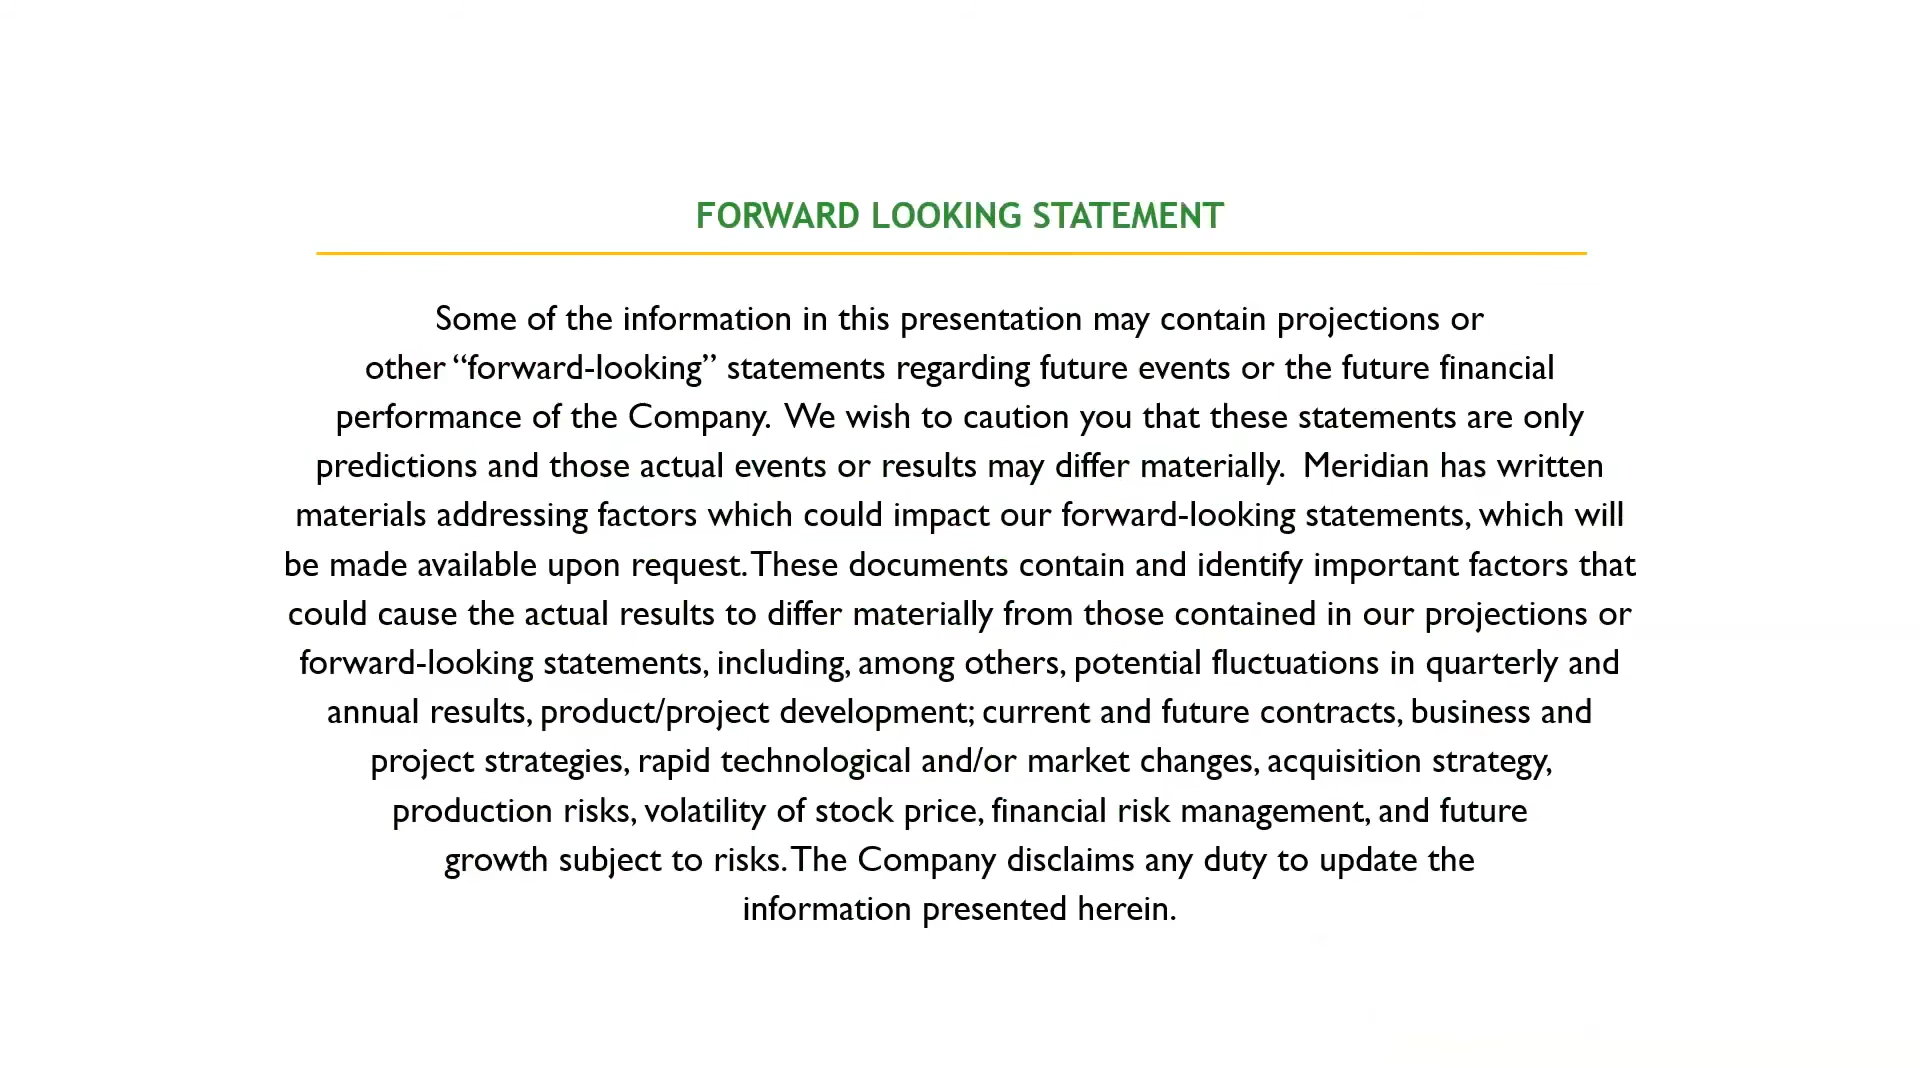 FORWARD LOOKING STATEMENT
Some of the information in this presentation may contain projections or
other “forward-looking” statements regarding future events or the future financial
performance of the Company.  We wish to caution you that these statements are only
predictions and those actual events or results may differ materially.  Meridian has written
materials addressing factors which could impact our forward-looking statements, which will
be made available upon request. These documents contain and identify important factors that
could cause the actual results to differ materially from those contained in our projections or
forward-looking statements, including, among others, potential fluctuations in quarterly and
annual results, product/project development; current and future contracts, business and
project strategies, rapid technological and/or market changes, acquisition strategy,
production risks, volatility of stock price, financial risk management, and future
growth subject to risks. The Company disclaims any duty to update the
information presented herein.